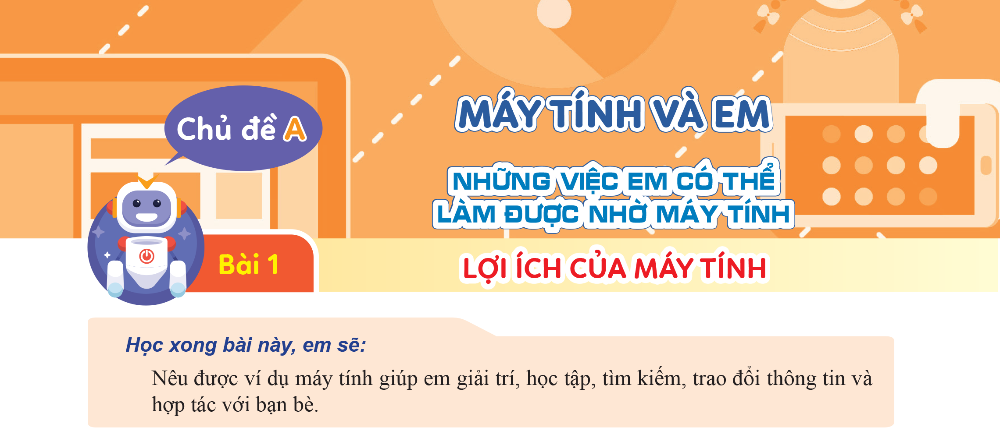 Chủ đề A
MÁY TÍNH VÀ EM
NHỮNG VIỆC EM CÓ THỂ
LÀM ĐƯỢC NHỜ MÁY TÍNH
Bài 1
LỢI ÍCH CỦA MÁY TÍNH
Học xong bài này, em sẽ:
Nêu được ví dụ máy tính giúp em giải trí, học tập, tìm kiếm, trao đổi thông tin và
hợp tác với bạn bè.